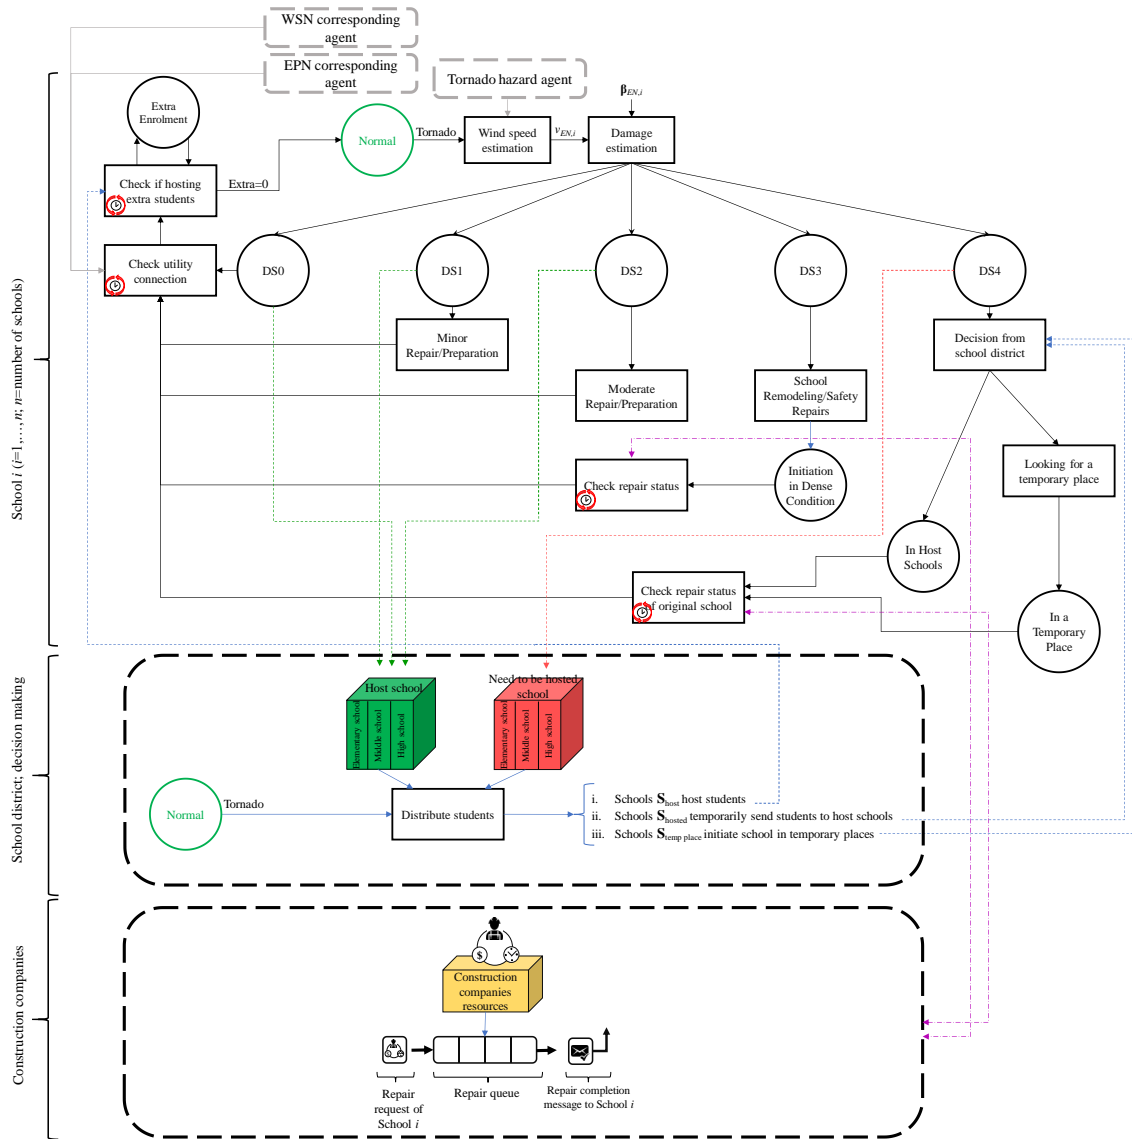 WSN corresponding
agent
EPN corresponding
agent
Tornado hazard agent
β EN,i
Extra
Enrolment
Normal
Tornado
Wind speed
estimation
v EN,i
Damage
estimation
Check if hosting
extra students
Extra=0
Check utility
connection
DS0
DS1
DS2
DS3
DS4
Minor
Repair/Preparation
Decision from
school district
Moderate
Repair/Preparation
School
Remodeling/Safety
Repairs
Looking for a
temporary place
Check repair status
Initiation
in Dense
Condition
In Host
Schools
Check repair status
of original school
In a
Temporary
Place
School i (i=1,…, n; n=number of schools)
School district; decision making
Host school
Elementary school
Middle school
High school
Need to be hosted
school
Elementary school
Middle school
High school
Normal
Tornado
Distribute students
i. Schools S host host students
ii. Schools S hosted temporarily send students to host schools
iii. Schools S temp place initiate school in temporary places
Construction companies
$
Construction
companies
resources
Repair
request of
School i
Repair queue
Repair completion
message to School i